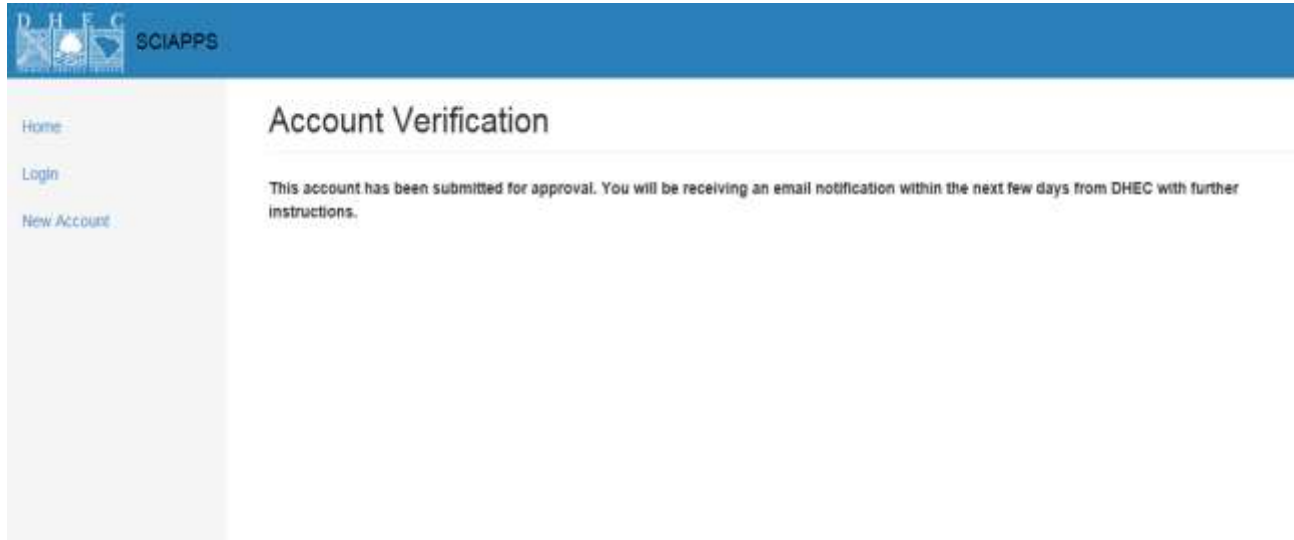 D H E C
SCIAPPS
Home
Login
New Account
Account Verification
This account has been submitted for approval. You will be receiving an email notification within the next few days from DHEC with further
instructions.